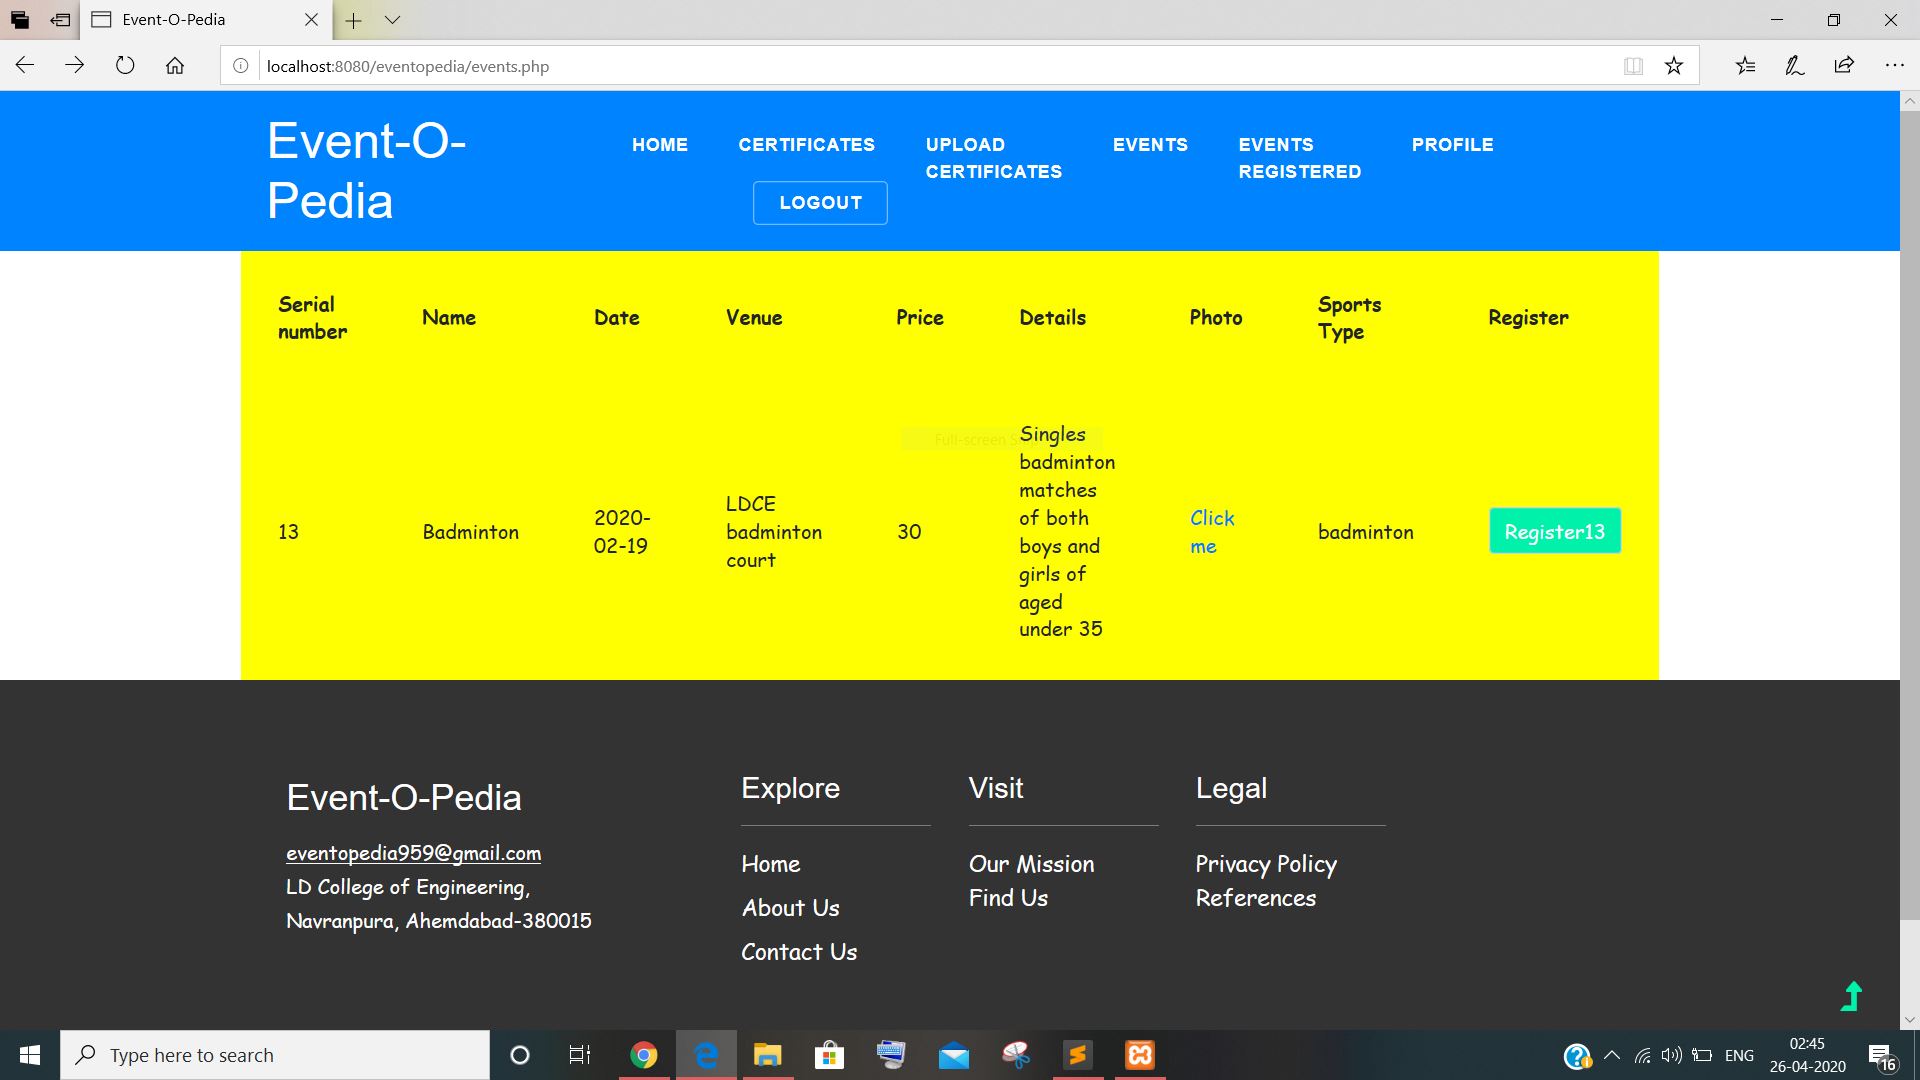 Event-O-Pedia
localhost:8080/eventopedia/events.php
Event-O-
Pedia
HOME
CERTIFICATES
UPLOAD
CERTIFICATES
EVENTS
EVENTS
REGISTERED
PROFILE
LOGOUT
Serial
number
Name
Date
Venue
Price
Details
Photo
Sports
Type
Register
13
Badminton
2020-
02-19
LDCE
badminton
court
30
Full-screen
Singles
badminton
matches
of both
boys and
girls of
aged
under 35
Click
me
badminton
Register13
Event-O-Pedia
eventopedia959@gmail.com
LD College of Engineering,
Navranpura, Ahemdabad-380015
Explore
Home
About Us
Contact Us
Visit
Our Mission
Find Us
Legal
Privacy Policy
References
Type here to search
ENG
02:45
26-04-2020
16